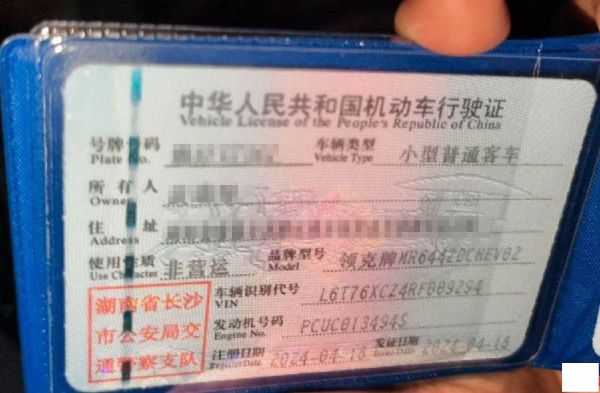 中华人民共和国机动车行驶证
Vehicle License of the People's Republic of China
号牌号码 车辆类型 小型普通客车
Plate No. Vehicle Type
所有人
Owner
住址
Address
使用性质 非营运 品牌型号 领克牌MR6442DCHEV02
Use Character Model
车辆识别代号 L6T76XCZ4RF009294
VIN
发动机号码 PCUC0134945
Engine No.
注册日期 2024-04-18 发证日期 2024-04-18
Register Date Issue Date
湖南省长沙
市公安局交
通警察支队